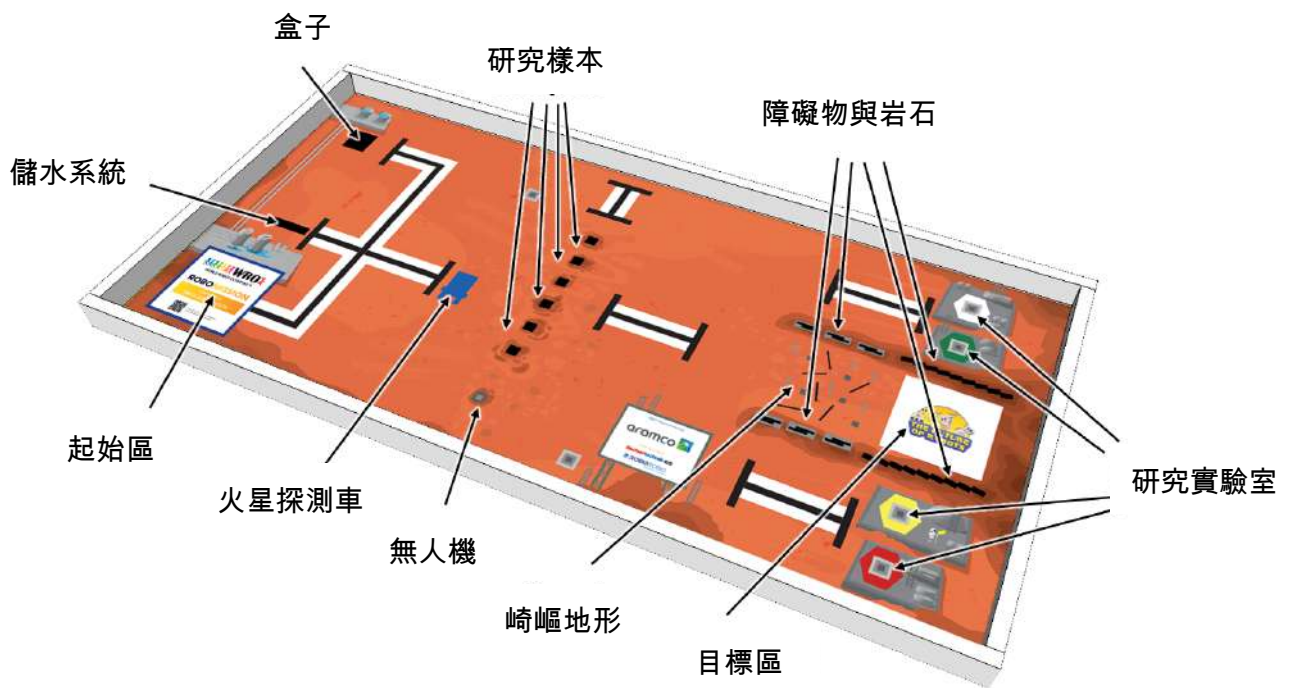 盒子
研究樣本
障礙物與岩石
儲水系統
WRO
ROBOMISSION
起始區
火星探測車
無人機
aramco
崎嶇地形
目標區
研究實驗室